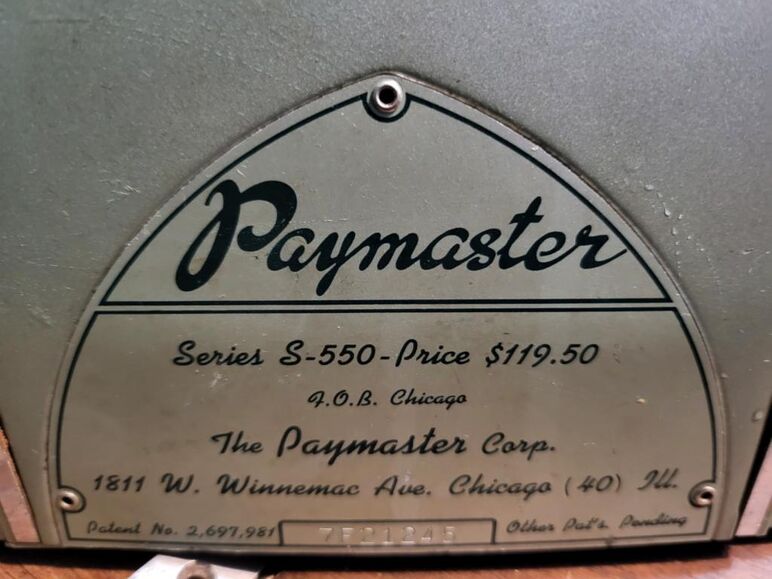 Paymaster
Series S-550-Price $119.50
F.O.B. Chicago
The Paymaster Corp.
1811 W. Winnemac Ave. Chicago (40) Ill.
Patent No. 2,697,981 7F21245 Other Pat's Pending